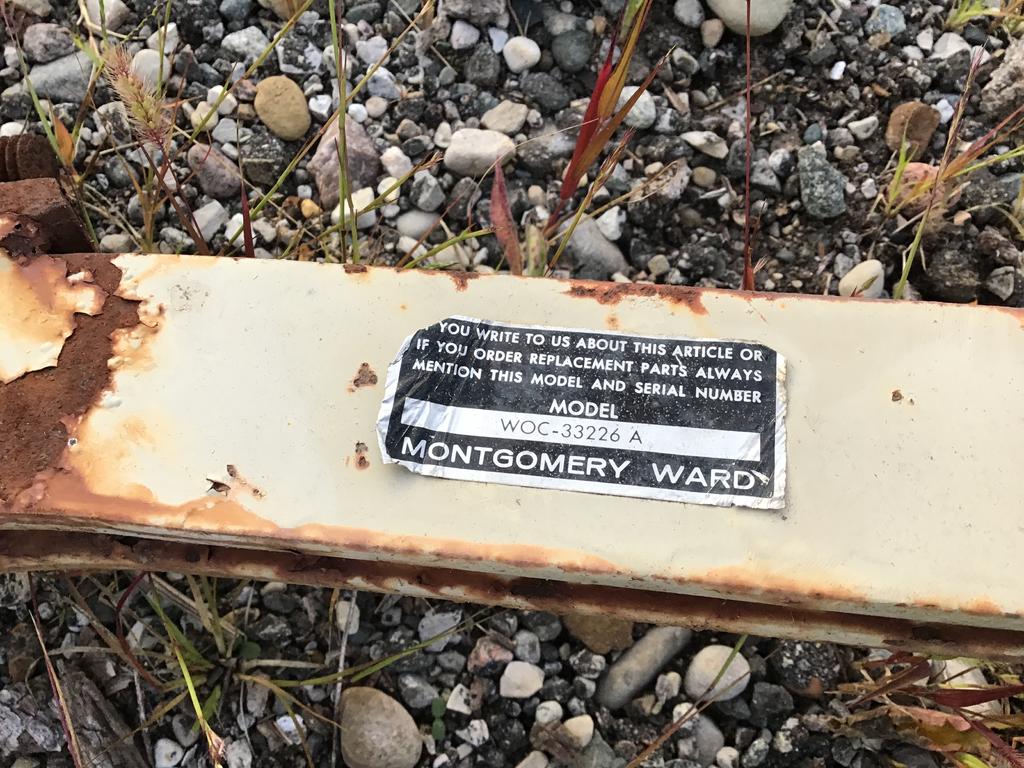 YOU WRITE TO US ABOUT THIS ARTICLE OR
IF YOU ORDER REPLACEMENT PARTS ALWAYS
MENTION THIS MODEL AND SERIAL NUMBER
MODEL
WOC-33226 A
MONTGOMERY WARD